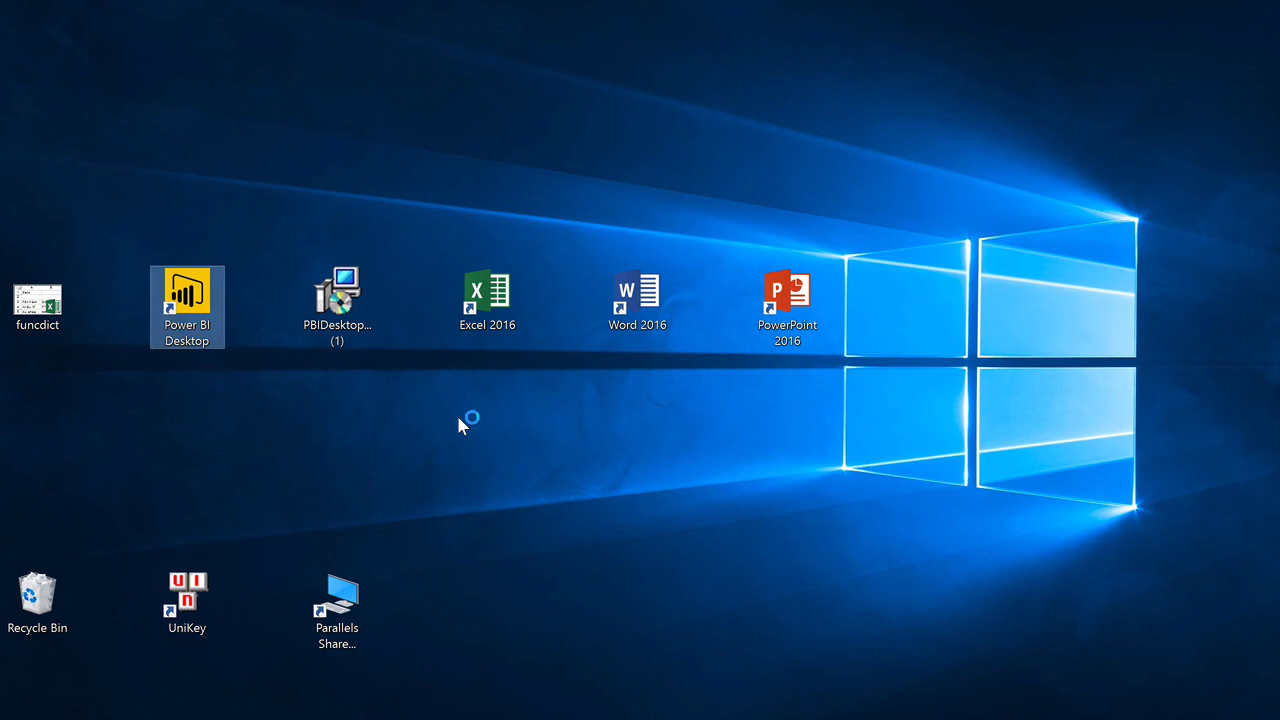 funcdict
Power BI
Desktop
PBIDesktop...
(1)
X
Excel 2016
W
Word 2016
P
PowerPoint
2016
Recycle Bin
U I
n
UniKey
Parallels
Share...